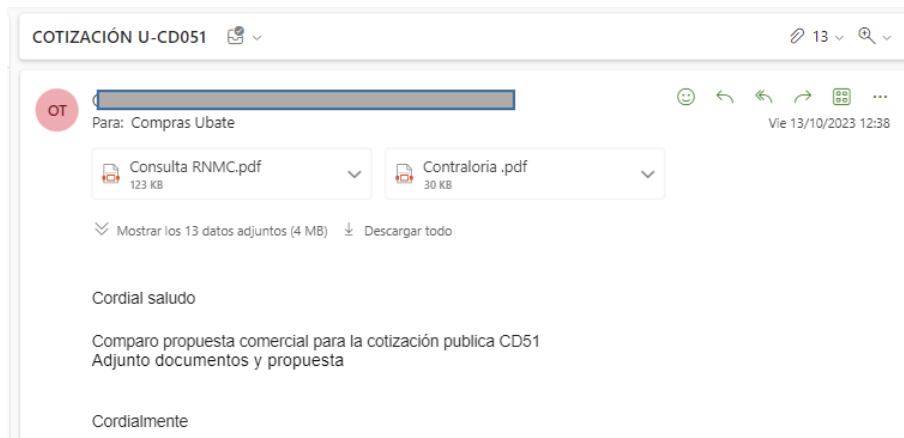 COTIZACIÓN U-CD051
13
OT
Para: Compras Ubate
Vie 13/10/2023 12:38
Consulta RNMC.pdf
123 KB
Contraloria .pdf
30 KB
Mostrar los 13 datos adjuntos (4 MB)
Descargar todo
Cordial saludo
Comparo propuesta comercial para la cotización publica CD51
Adjunto documentos y propuesta
Cordialmente